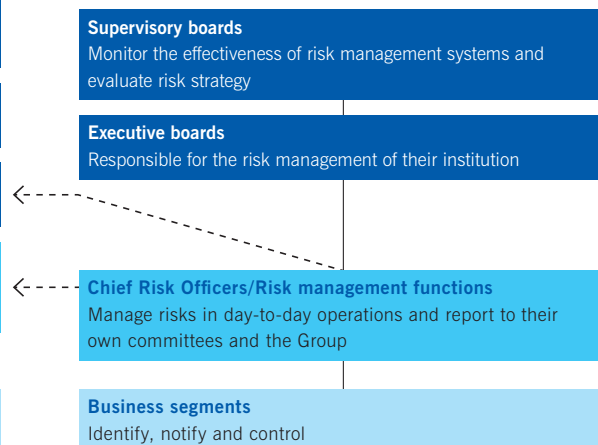 Supervisory boards
Monitor the effectiveness of risk management systems and
evaluate risk strategy
Executive boards
Responsible for the risk management of their institution
Chief Risk Officers/Risk management functions
Manage risks in day-to-day operations and report to their
own committees and the Group
Business segments
Identify, notify and control